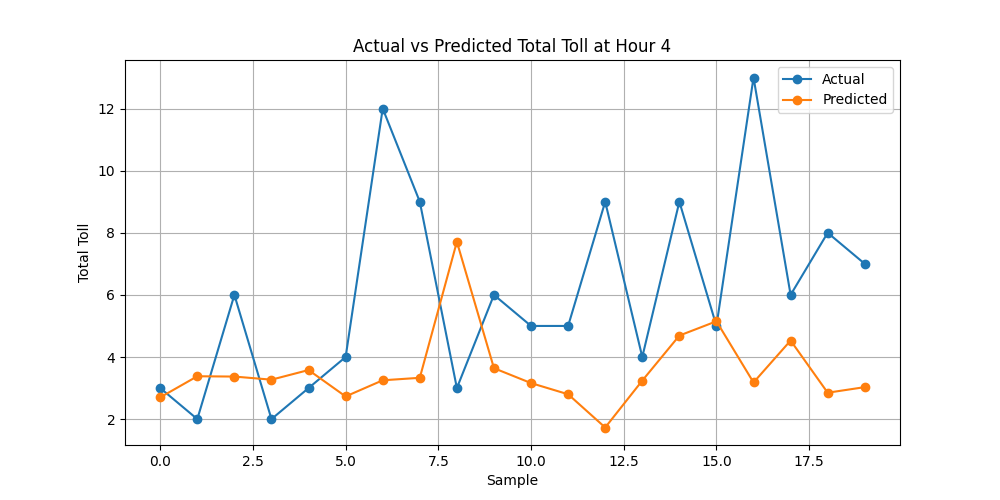 Actual vs Predicted Total Toll at Hour 4
Actual
Predicted
Total Toll
12
10
8
6
4
2
0.0 2.5 5.0 7.5 10.0 12.5 15.0 17.5
Sample